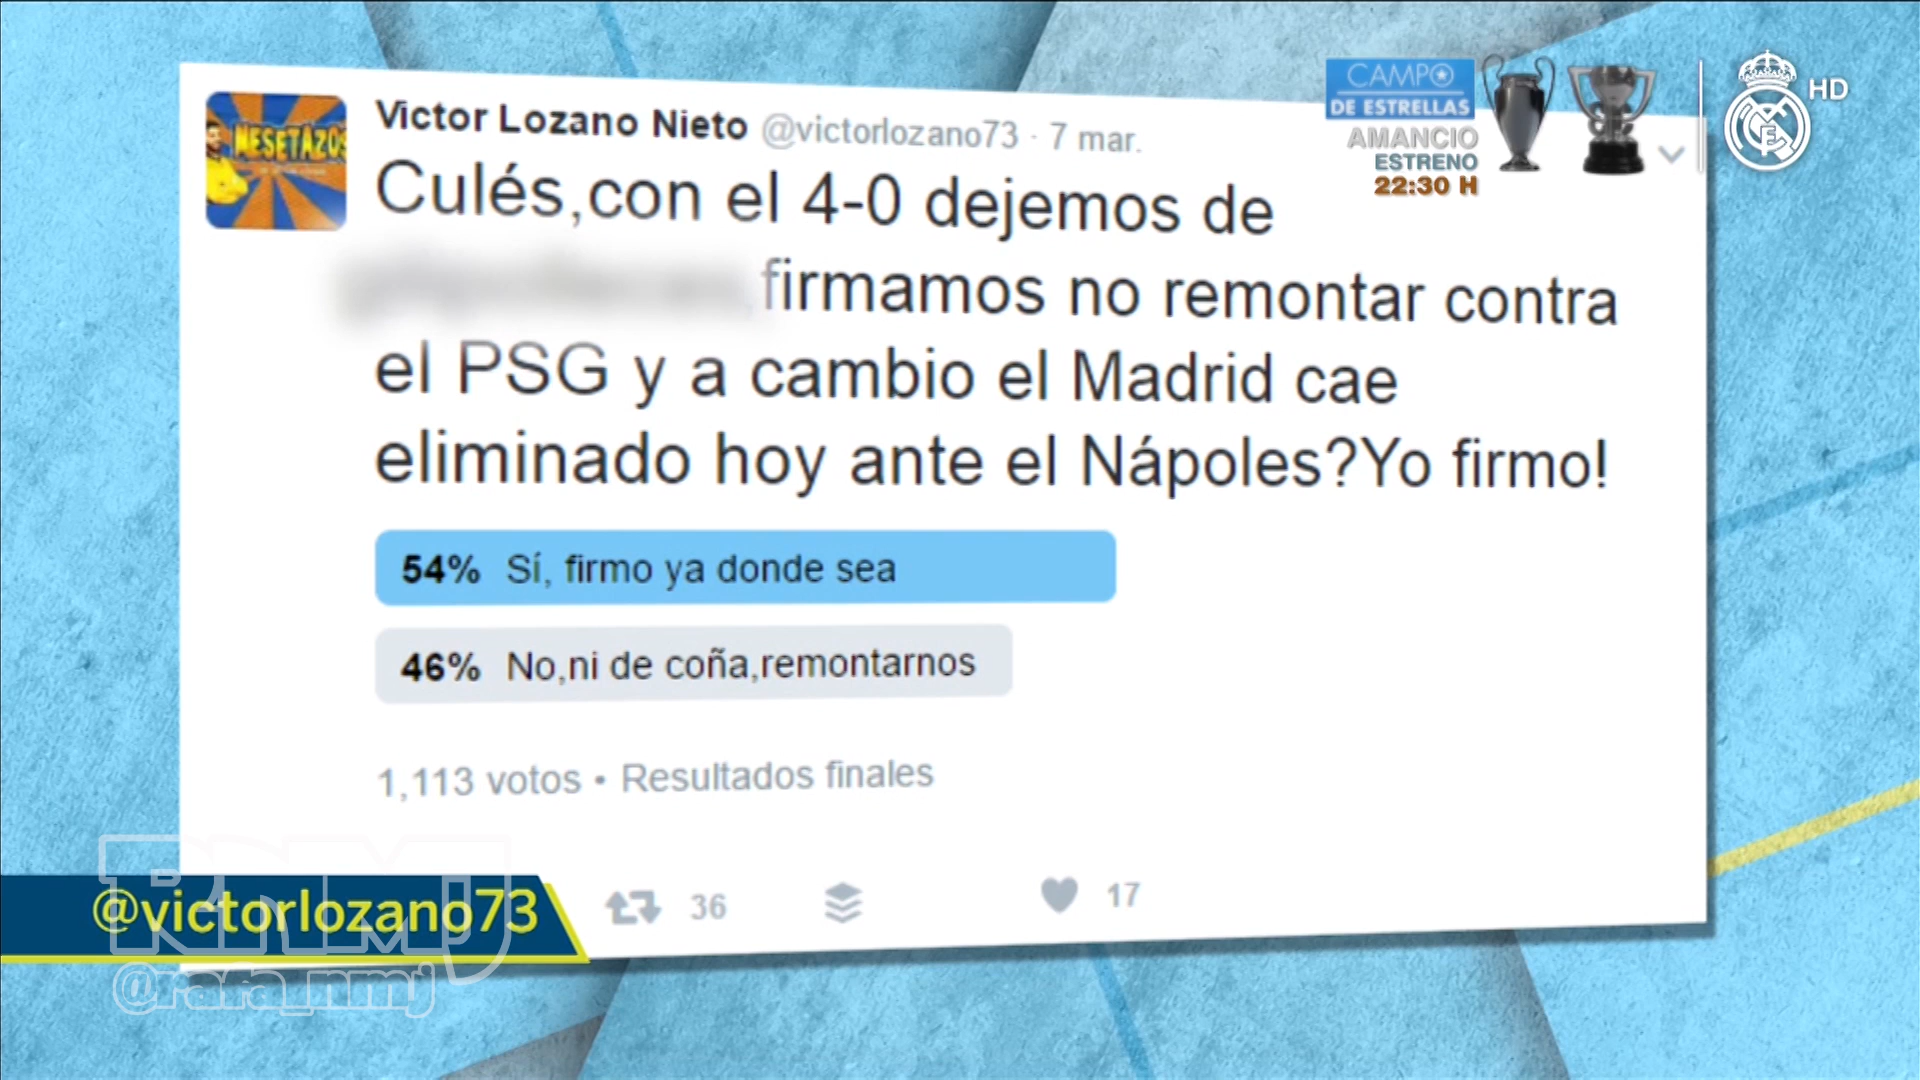 CAMPO
DE ESTRELLAS
AMANCIO
ESTRENO
22:30 H
HD
MESETAZOS
Victor Lozano Nieto @victorlozano73 · 7 mar.
Culés,con el 4-0 dejemos de
firmamos no remontar contra
el PSG y a cambio el Madrid cae
eliminado hoy ante el Nápoles?Yo firmo!
54% Sí, firmo ya donde sea
46% No,ni de coña,remontarnos
1,113 votos • Resultados finales
36 17
@victorlozano73
RNMJ
@rafa_nmj